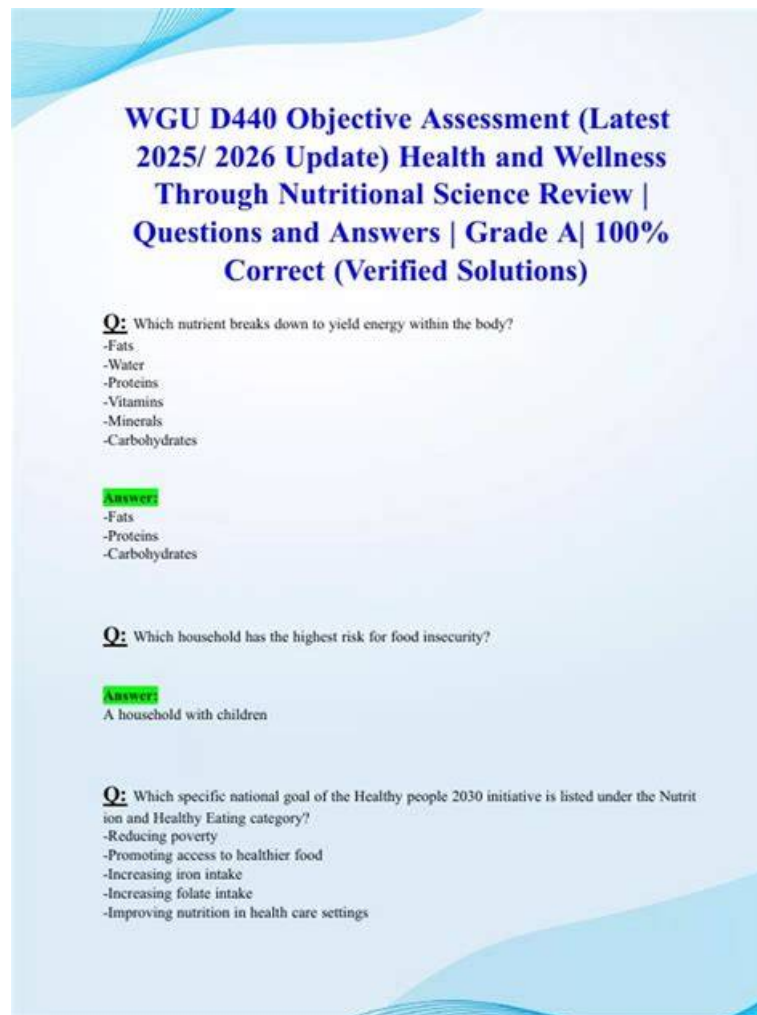 WGU D440 Objective Assessment (Latest
2025/ 2026 Update) Health and Wellness
Through Nutritional Science Review |
Questions and Answers | Grade A| 100%
Correct (Verified Solutions)
Q: Which nutrient breaks down to yield energy within the body?
-Fats
-Water
-Proteins
-Vitamins
-Minerals
-Carbohydrates
Answer:
-Fats
-Proteins
-Carbohydrates
Q: Which household has the highest risk for food insecurity?
Answer:
A household with children
Q: Which specific national goal of the Healthy people 2030 initiative is listed under the Nutrit
ion and Healthy Eating category?
-Reducing poverty
-Promoting access to healthier food
-Increasing iron intake
-Increasing folate intake
-Improving nutrition in health care settings